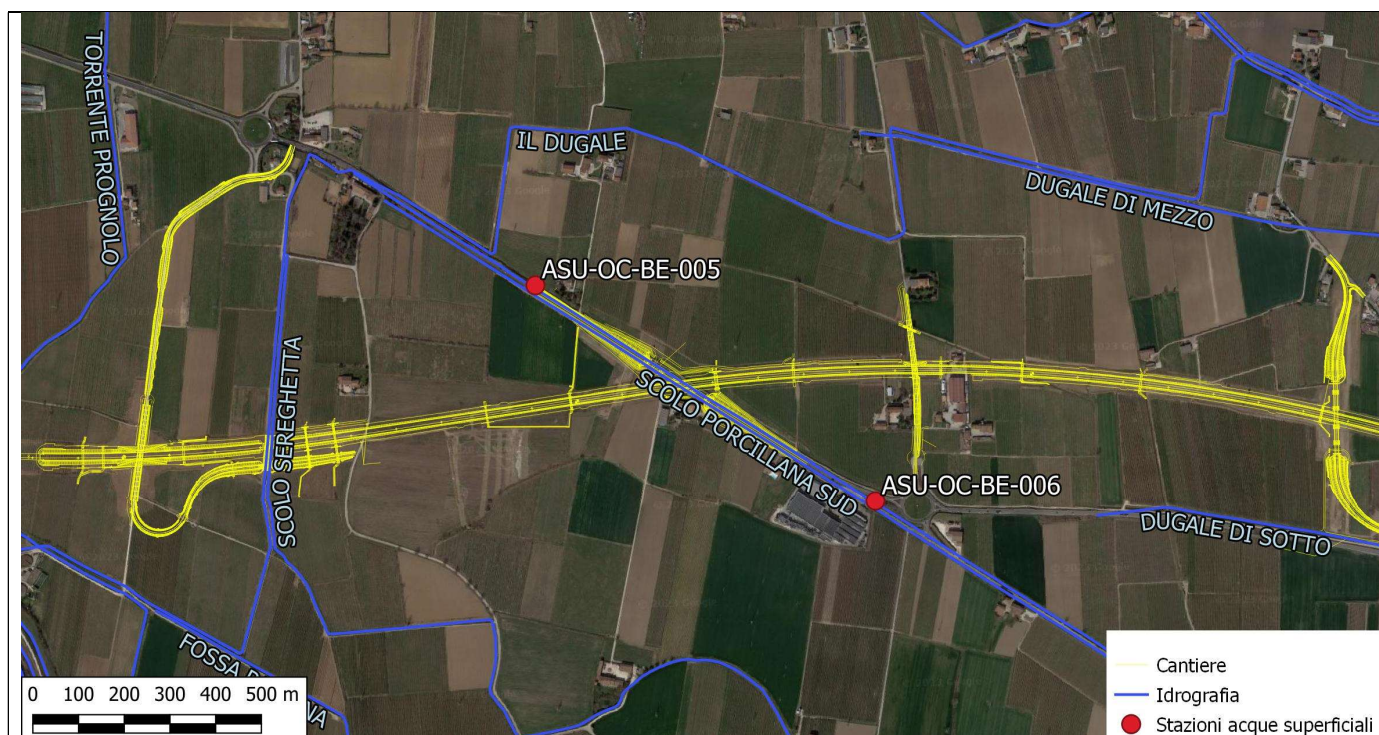 TORRENTE PROGNOLO
IL DUGALE
DUGALE DI MEZZO
ASU-OC-BE-005
SCOLO SEREGHETTA
SCOLO PORCILLANA SUD
ASU-OC-BE-006
DUGALE DI SOTTO
FOSSA
NA
0 100 200 300 400 500 m
Cantiere
Idrografia
Stazioni acque superficiali